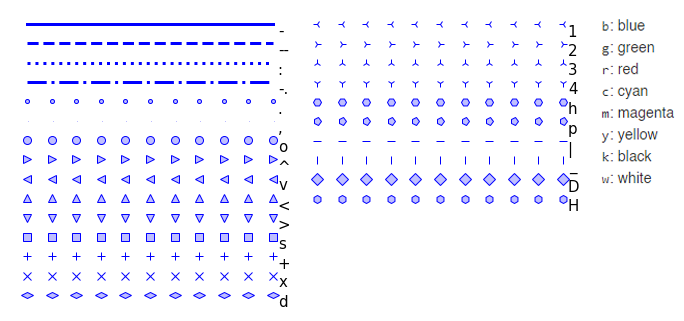 -
--
:
-.
.
,
o
^
v
<
>
s
+
x
d
1
2
3
4
h
p
|
_
D
H
b: blue
g: green
r: red
c: cyan
m: magenta
y: yellow
k: black
w: white